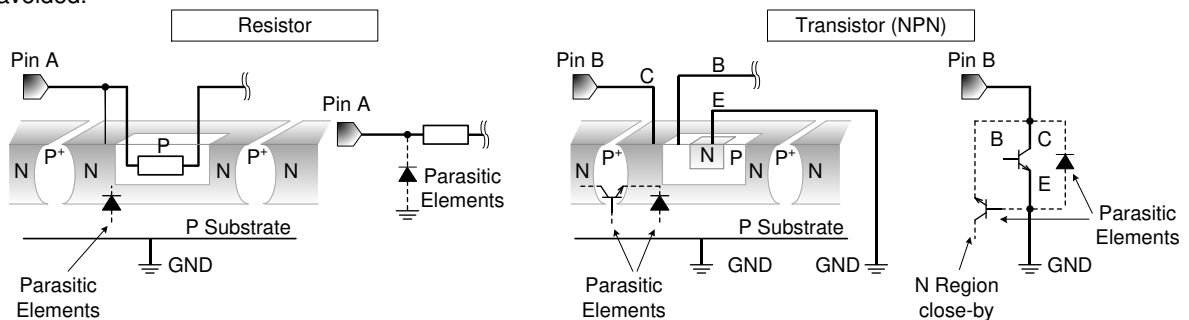 avoided.
Resistor
Transistor (NPN)
Pin A
Pin A
N
P+
N
P
P+
N
N
Parasitic
Elements
P Substrate
GND
Parasitic
Elements
Pin B
C
B
E
N
P+
N
N
P
P+
N
N
P Substrate
GND
GND
Parasitic
Elements
Pin B
B
C
E
Parasitic
Elements
GND
N Region
close-by